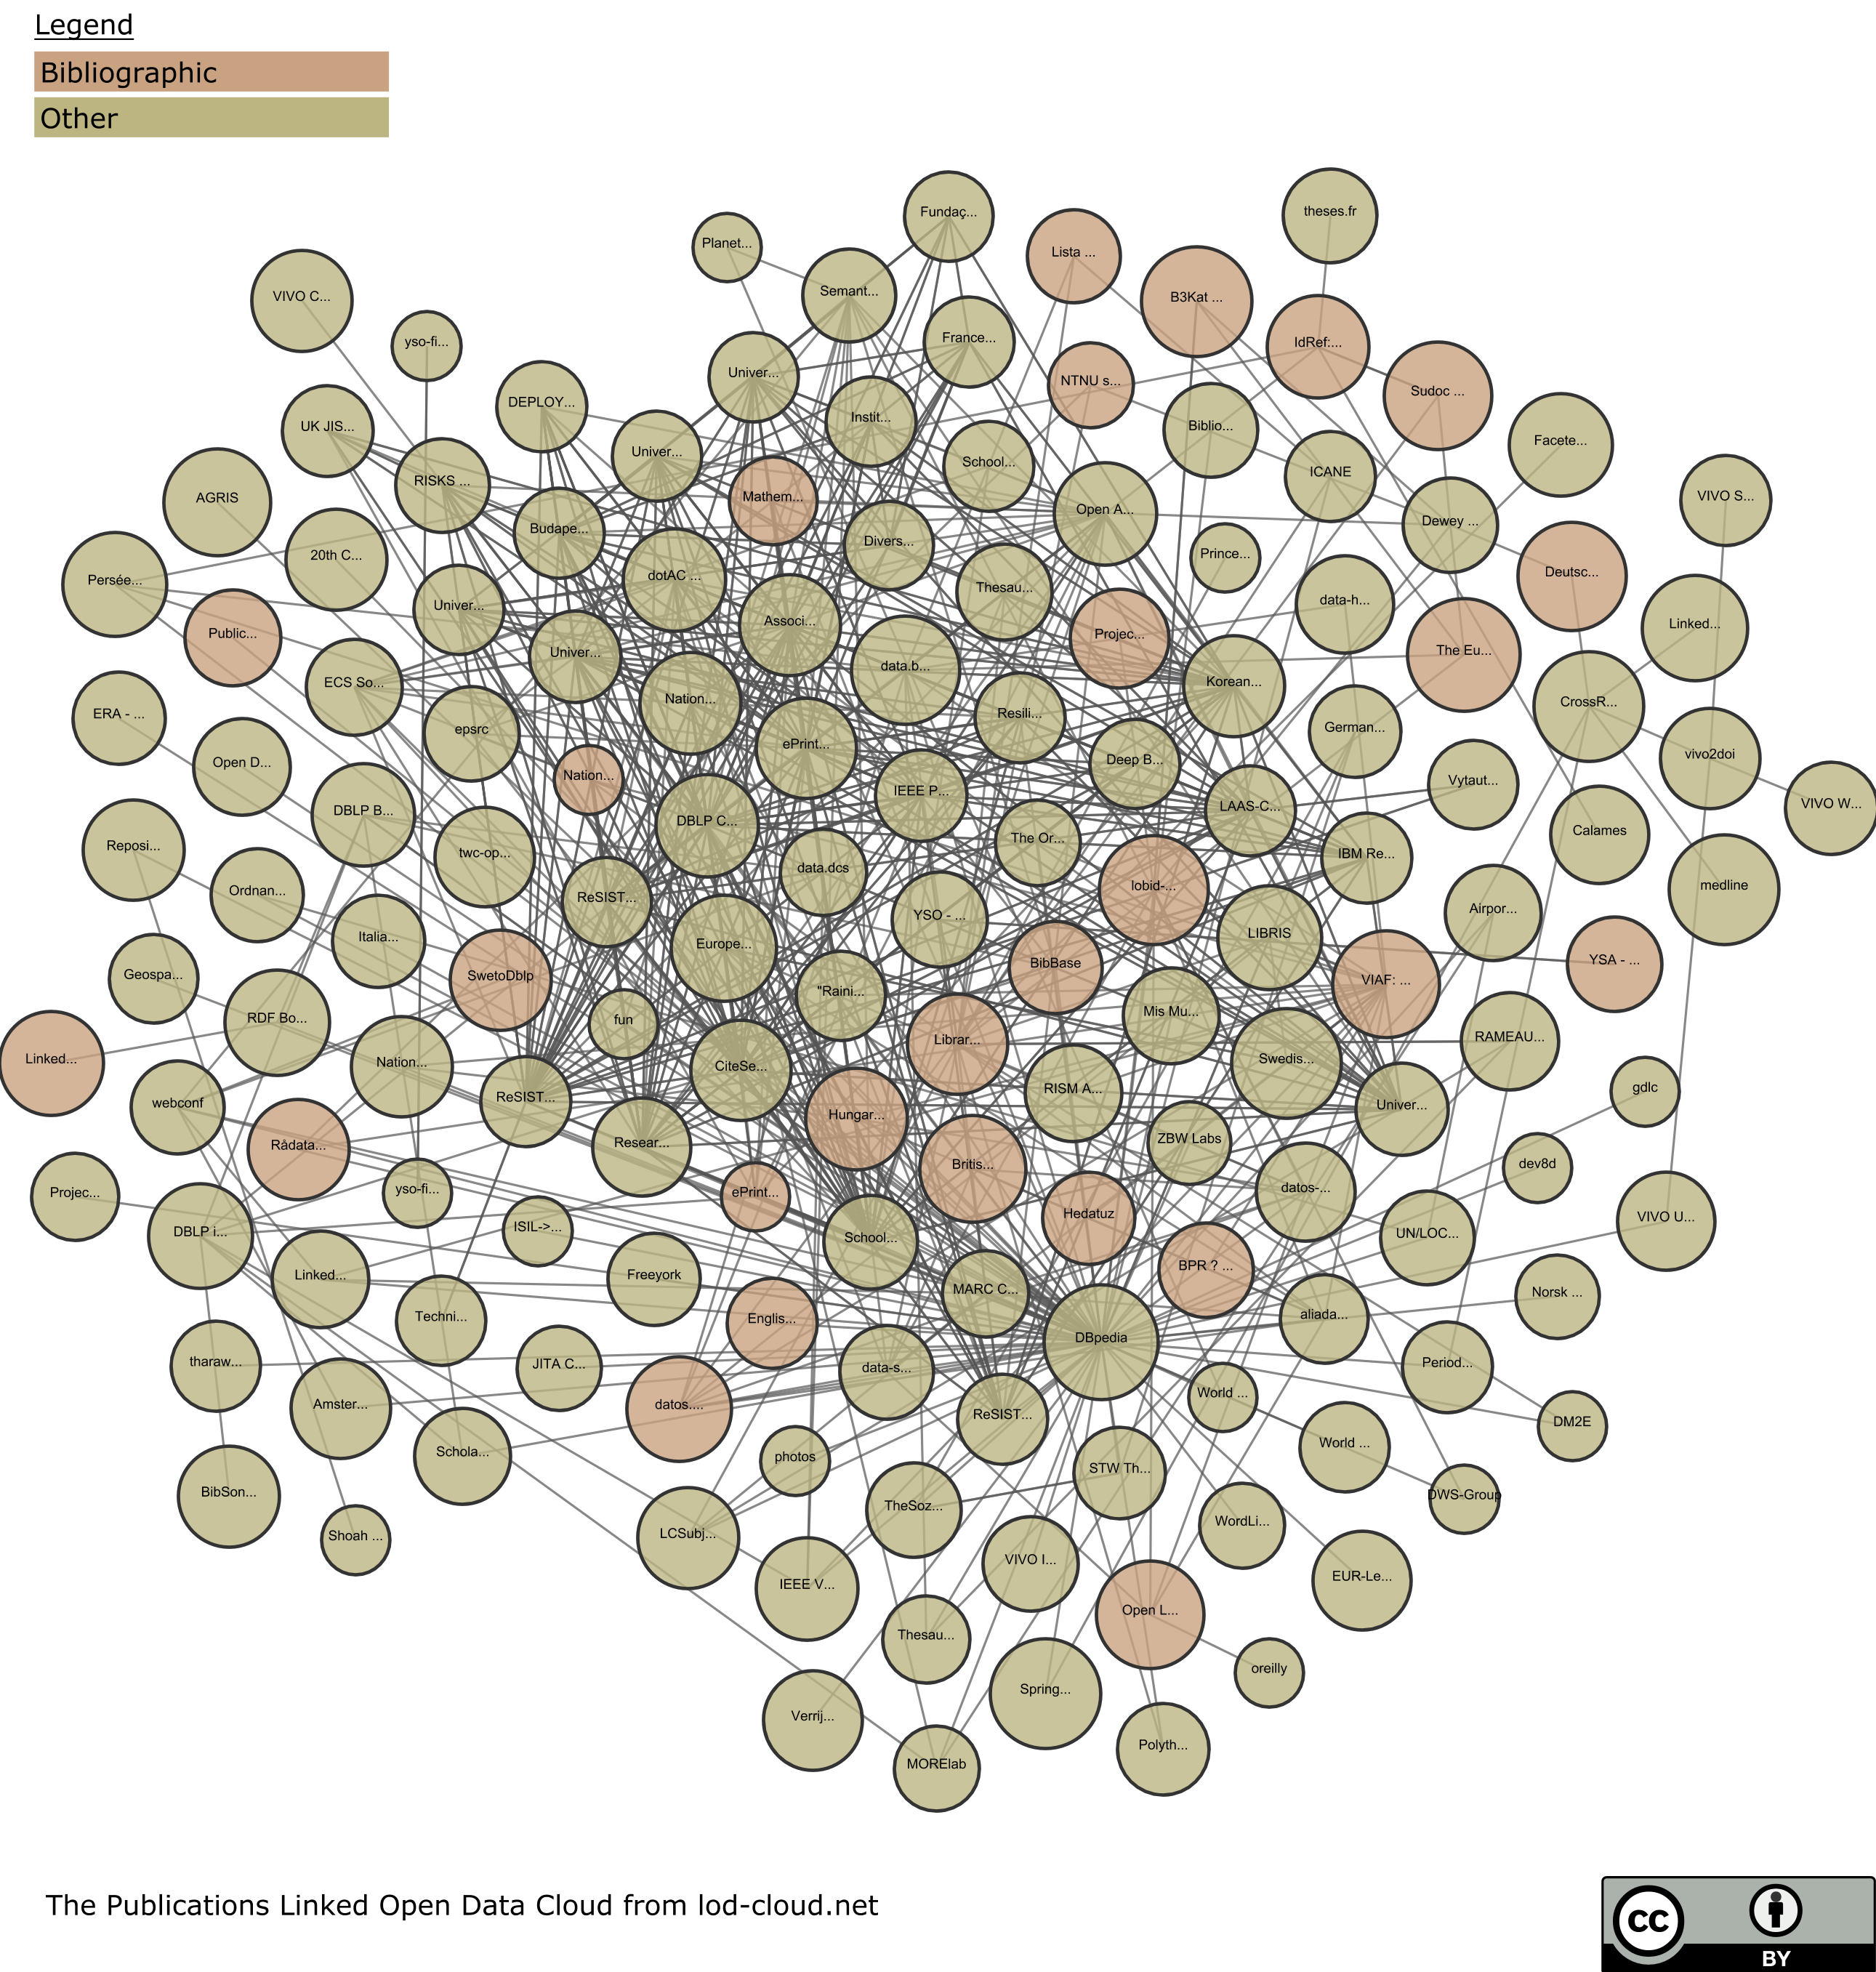 Legend
Bibliographic
Other
Fundaç...
theses.fr
Planet...
Lista ...
Semant...
VIVO C...
B3Kat ...
yso-fi...
France...
IdRef:...
Univer...
NTNU s...
Sudoc ...
DEPLOY...
Instit...
UK JIS...
Biblio...
Facete...
Univer...
School...
ICANE
RISKS ...
AGRIS
Mathem...
VIVO S...
Open A...
Budape...
Dewey ...
20th C...
Divers...
Prince...
Persée...
dotAC ...
Deutsc...
Thesau...
data-h...
Univer...
Associ...
Linked...
Public...
Projec...
Univer...
The Eu...
data.b...
ECS So...
Korean...
Nation...
CrossR...
ERA - ...
Resili...
epsrc
German...
ePrint...
vivo2doi
Open D...
Deep B...
Nation...
Vytaut...
IEEE P...
VIVO W...
DBLP B...
LAAS-C...
DBLP C...
Calames
The Or...
Reposi...
twc-op...
IBM Re...
data.dcs
lobid-...
medline
Ordnan...
ReSIST...
Airpor...
YSO - ...
Italia...
LIBRIS
Europe...
YSA - ...
BibBase
Geospa...
SwetoDblp
VIAF: ...
"Raini...
Mis Mu...
RDF Bo...
fun
Librar...
RAMEAU...
Linked...
Nation...
Swedis...
CiteSe...
RISM A...
gdlc
ReSIST...
webconf
Univer...
Hungar...
ZBW Labs
Rådata...
Resear...
Britis...
dev8d
Projec...
yso-fi...
ePrint...
datos-...
Hedatuz
VIVO U...
ISIL->...
DBLP i...
UN/LOC...
School...
BPR ? ...
Linked...
Freeyork
MARC C...
Norsk ...
Techni...
Englis...
aliada...
DBpedia
tharaw...
JITA C...
data-s...
Period...
World ...
Amster...
datos....
ReSIST...
DM2E
World ...
Schola...
photos
STW Th...
BibSon...
DWS-Group
TheSoz...
WordLi...
Shoah ...
LCSubj...
VIVO I...
EUR-Le...
IEEE V...
Open L...
Thesau...
oreilly
Spring...
Verrij...
Polyth...
MORElab
The Publications Linked Open Data Cloud from lod-cloud.net
cc
BY